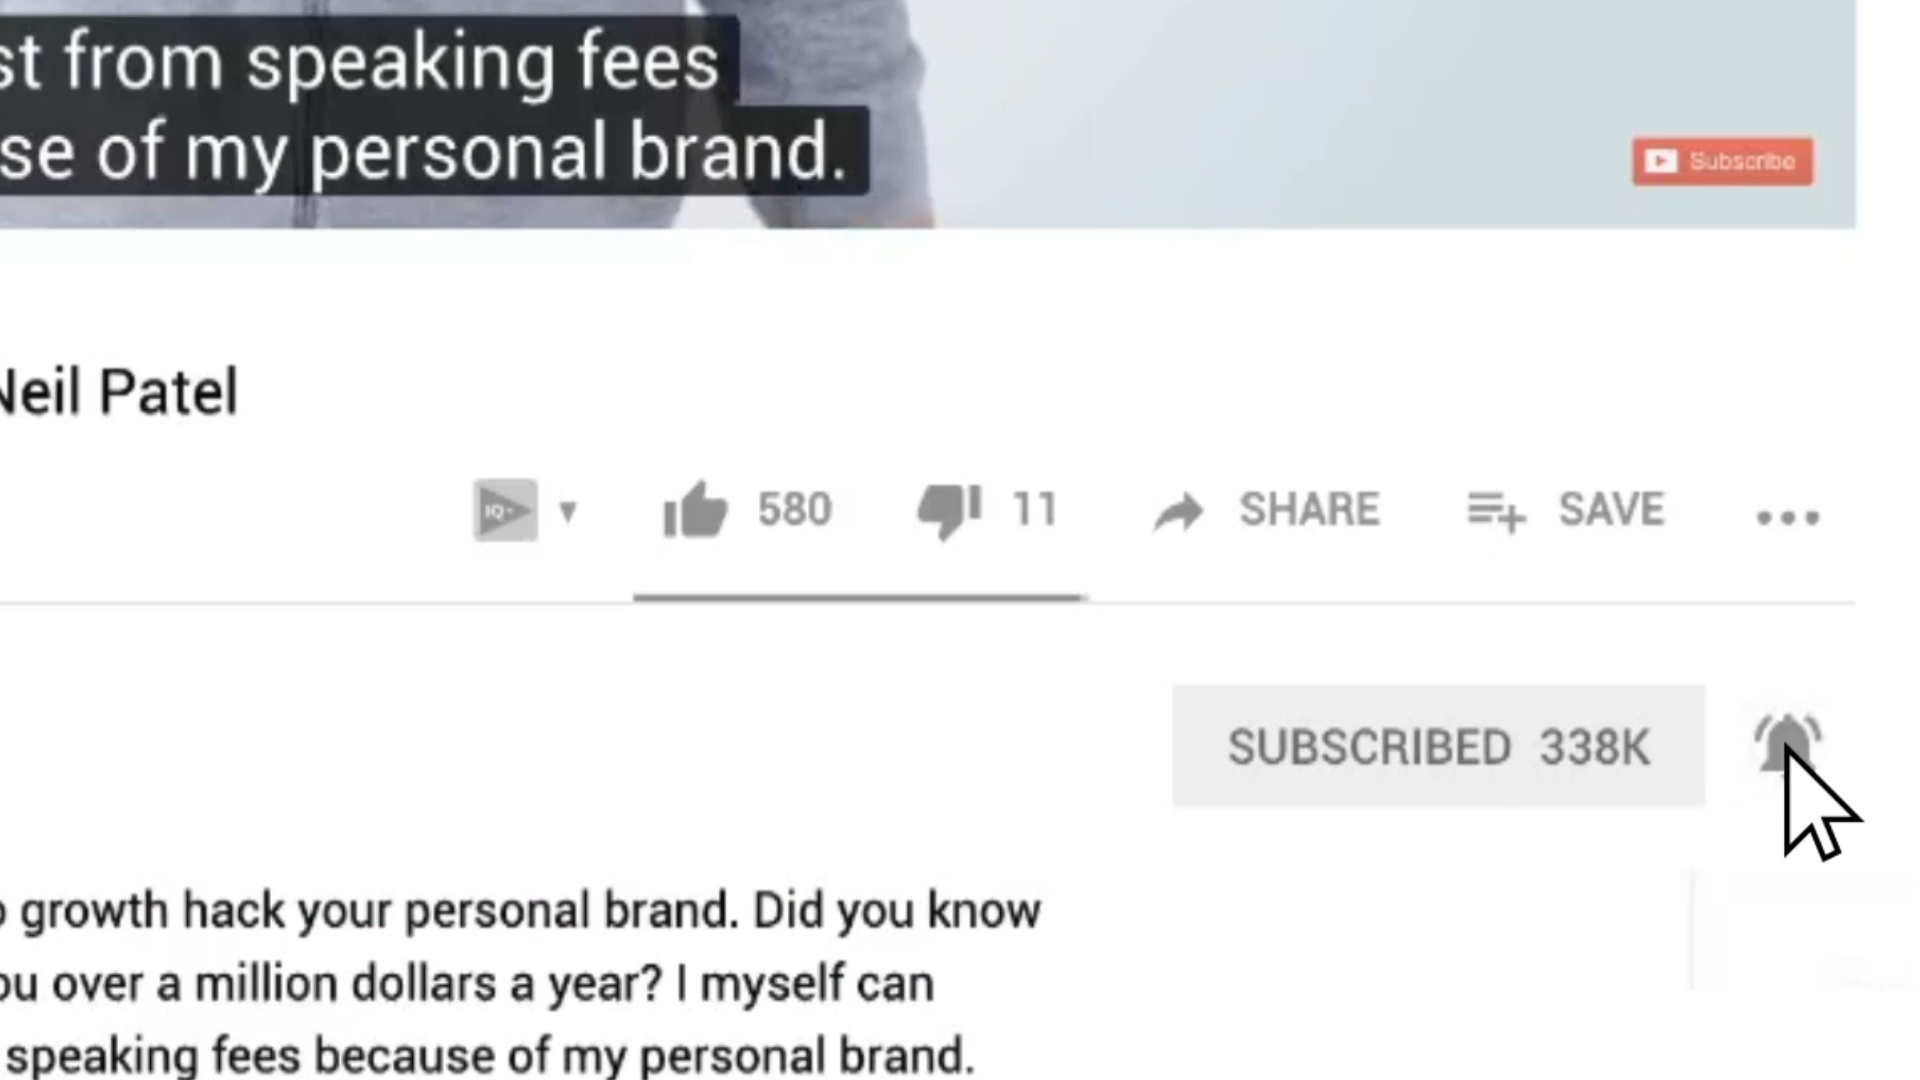 st from speaking fees
se of my personal brand.
Subscribe
Neil Patel
IQ
580
11
SHARE
SAVE
SUBSCRIBED 338K
o growth hack your personal brand. Did you know
ou over a million dollars a year? I myself can
speaking fees because of my personal brand.